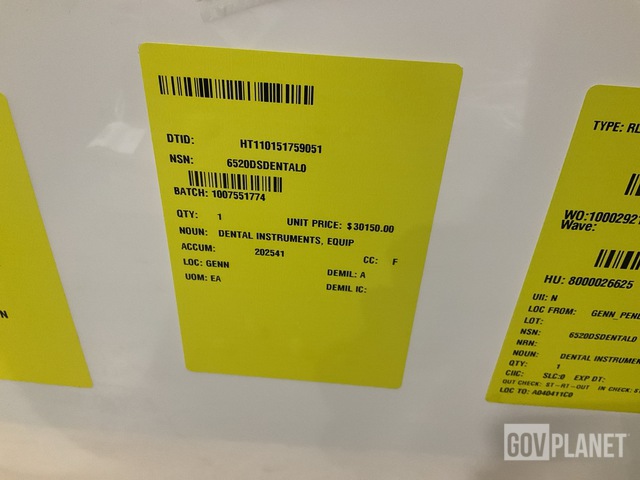 N
DTID: HT110151759051
NSN: 6520DSDENTAL0
BATCH: 1007551774
QTY: 1 UNIT PRICE: $30150.00
NOUN: DENTAL INSTRUMENTS, EQUIP
ACCUM: 202541 CC: F
LOC: GENN DEMIL: A
UOM: EA DEMIL IC:
TYPE: RL
WO:1000292
Wave:
HU: 8000026625
UII: N
LOC FROM: GENN_PEN
LOT:
NSN: 6520DSDENTAL0
NRN:
NOUN: DENTAL INSTRUMEN
QTY: 1
CIIC: SLC:0 EXP DT:
OUT CHECK: ST-RT-OUT IN CHECK: S
LOC TO: A040411C0
GOVPLANET